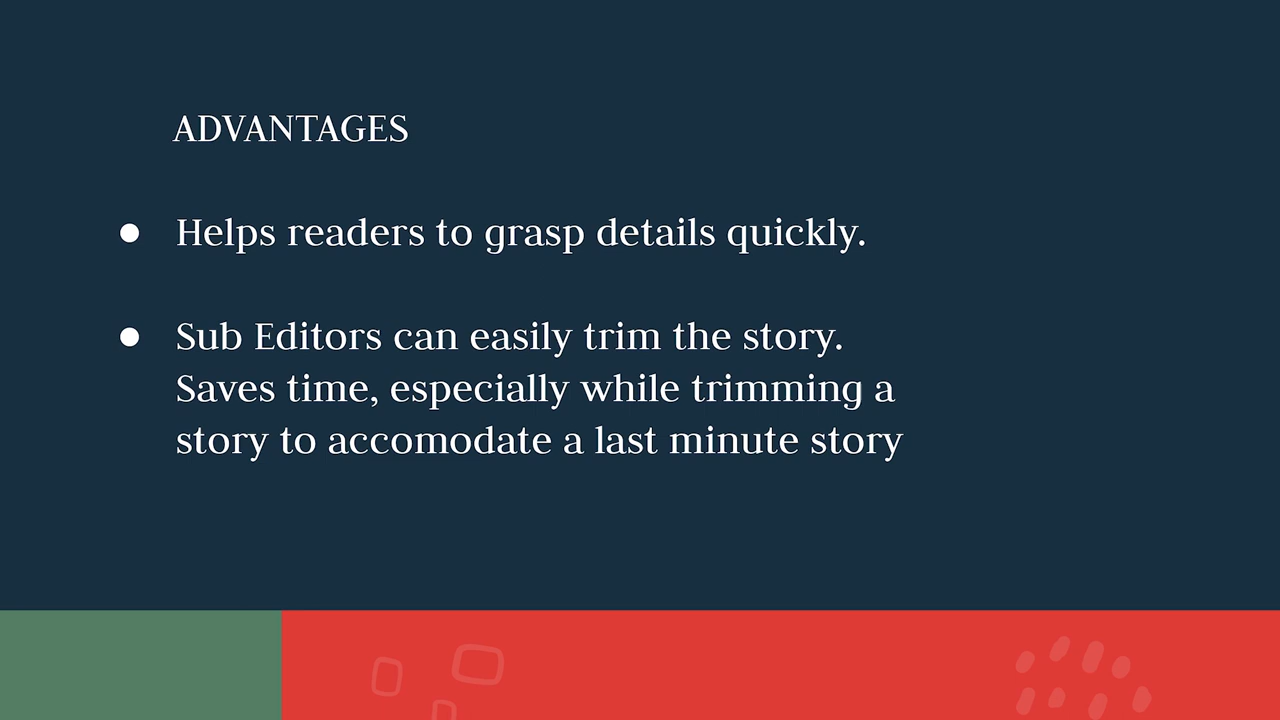 ADVANTAGES
● Helps readers to grasp details quickly.
● Sub Editors can easily trim the story.
Saves time, especially while trimming a
story to accomodate a last minute story